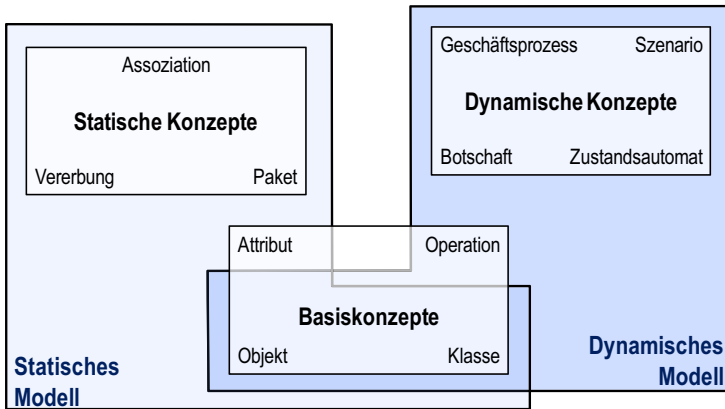 Assoziation
Statische Konzepte
Vererbung Paket
Geschäftsprozess Szenario
Dynamische Konzepte
Botschaft Zustandsautomat
Attribut Operation
Basiskonzepte
Objekt Klasse
Statisches
Modell
Dynamisches
Modell